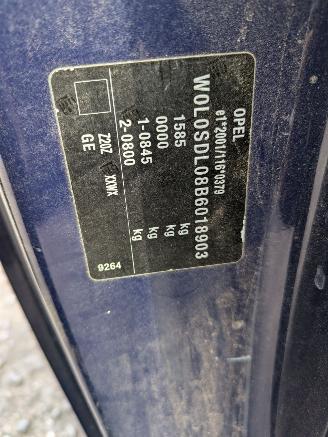 OPEL
e1*2001/116*0379
W0L0SDL08B6018903
1585 kg
0000 kg
1-0845 kg
2-0800 kg
Z20Z XXWX
GE
9264